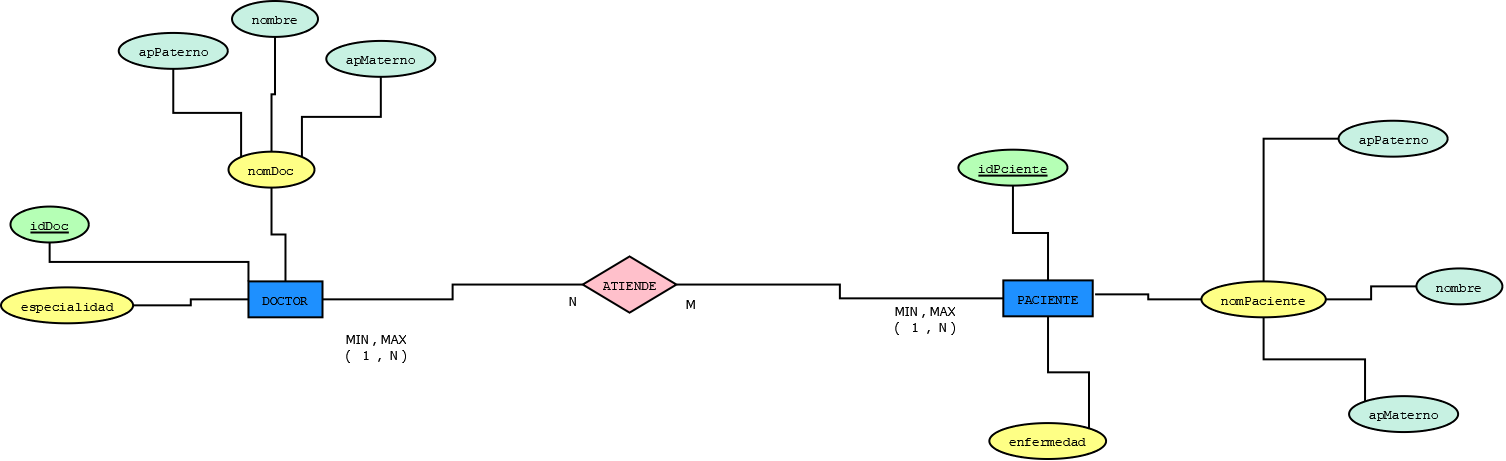 nombre
apPaterno
apMaterno
nomDoc
idDoc
especialidad
DOCTOR
MIN , MAX
( 1 , N )
N
ATIENDE
M
MIN , MAX
( 1 , N )
idPciente
PACIENTE
enfermedad
nomPaciente
apPaterno
nombre
apMaterno